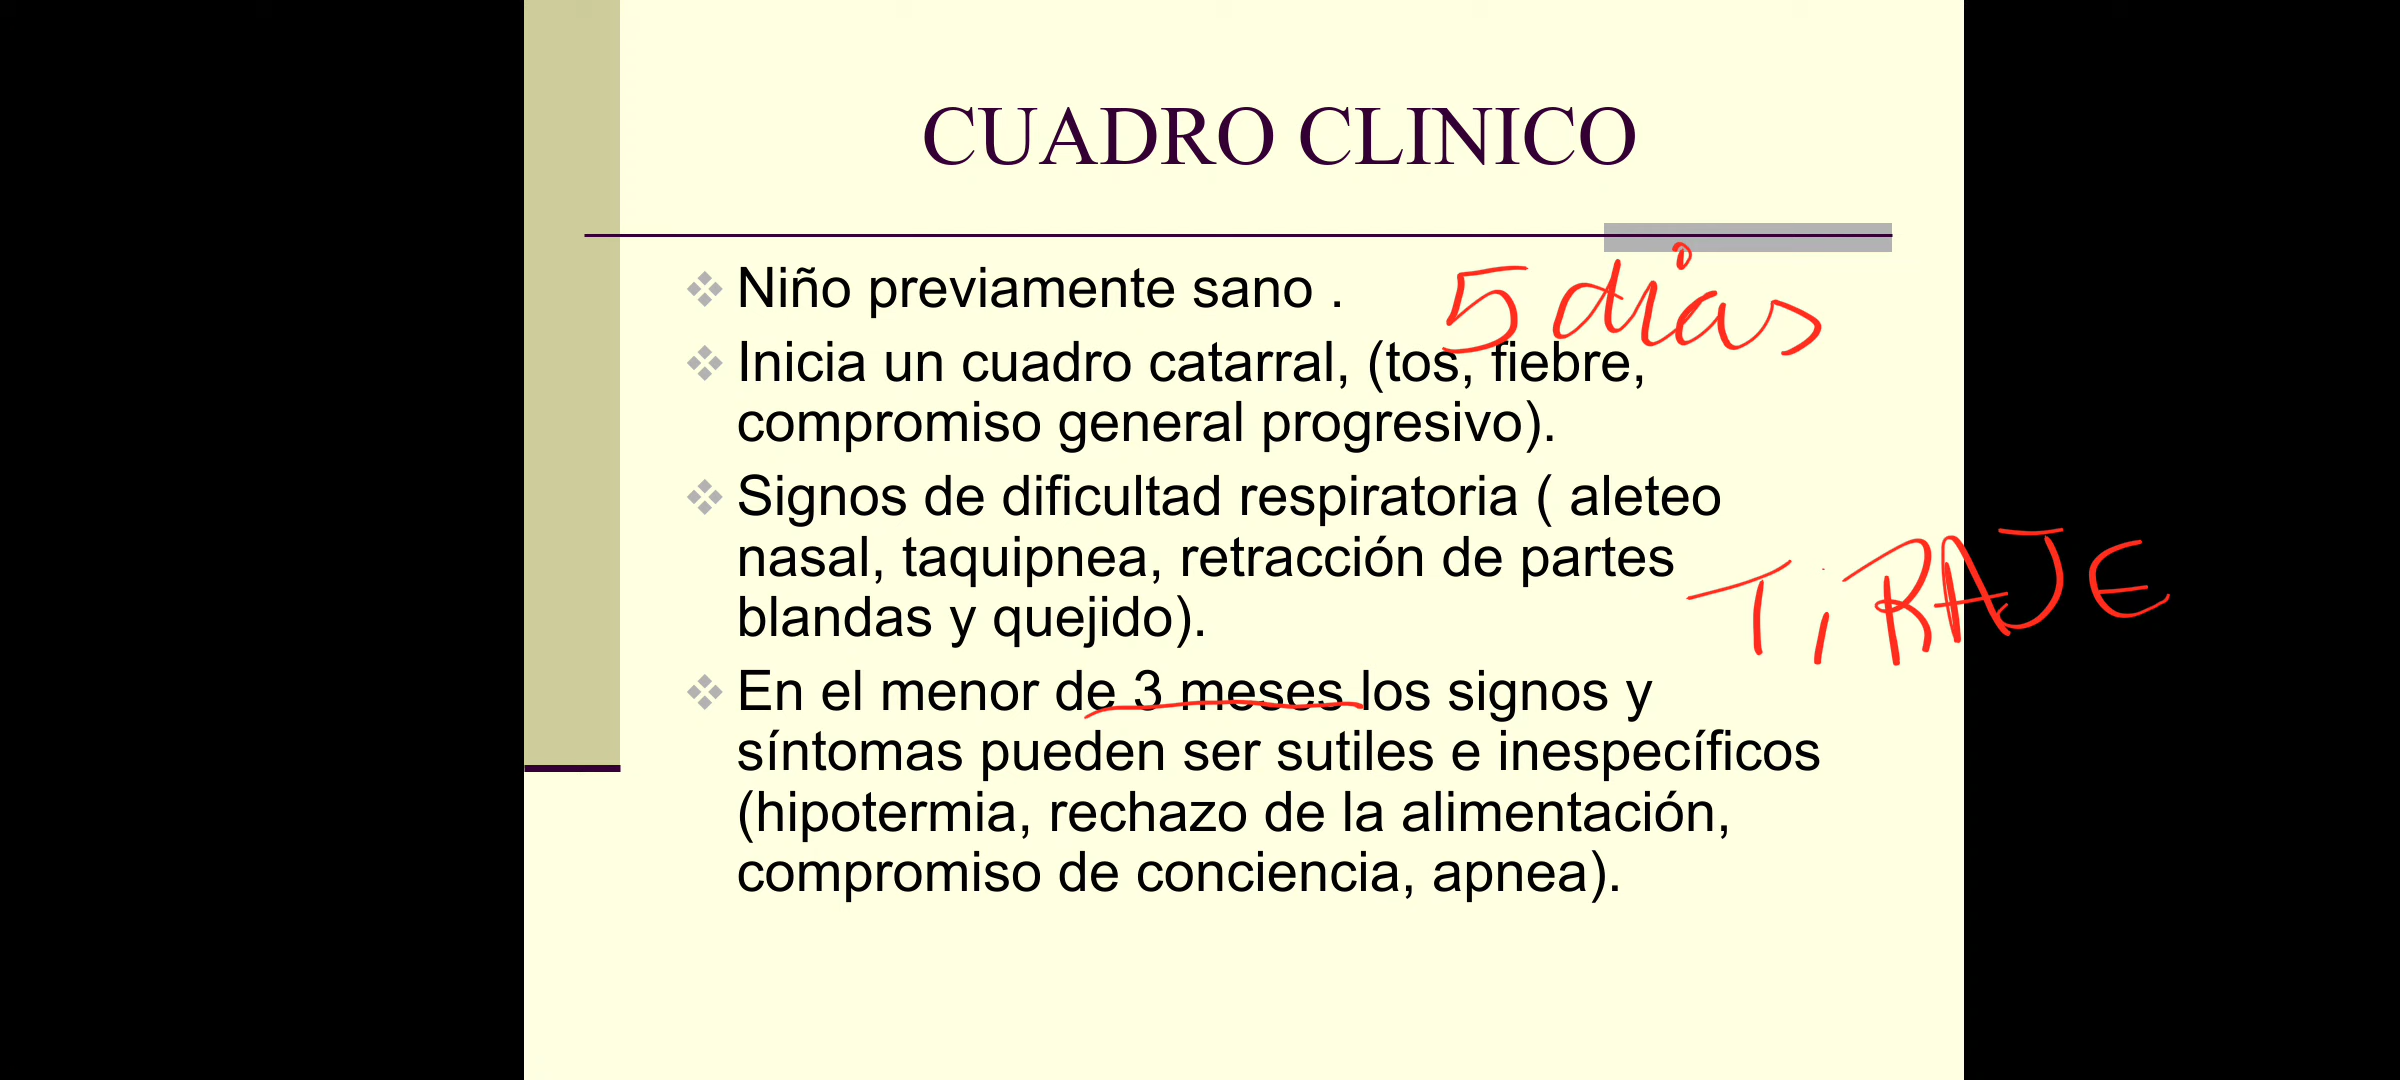 CUADRO CLINICO
Niño previamente sano .
5 días
Inicia un cuadro catarral, (tos, fiebre,
compromiso general progresivo).
Signos de dificultad respiratoria ( aleteo
nasal, taquipnea, retracción de partes
TiRAJE
blandas y quejido).
En el menor de 3 meses los signos y
síntomas pueden ser sutiles e inespecíficos
(hipotermia, rechazo de la alimentación,
compromiso de conciencia, apnea).